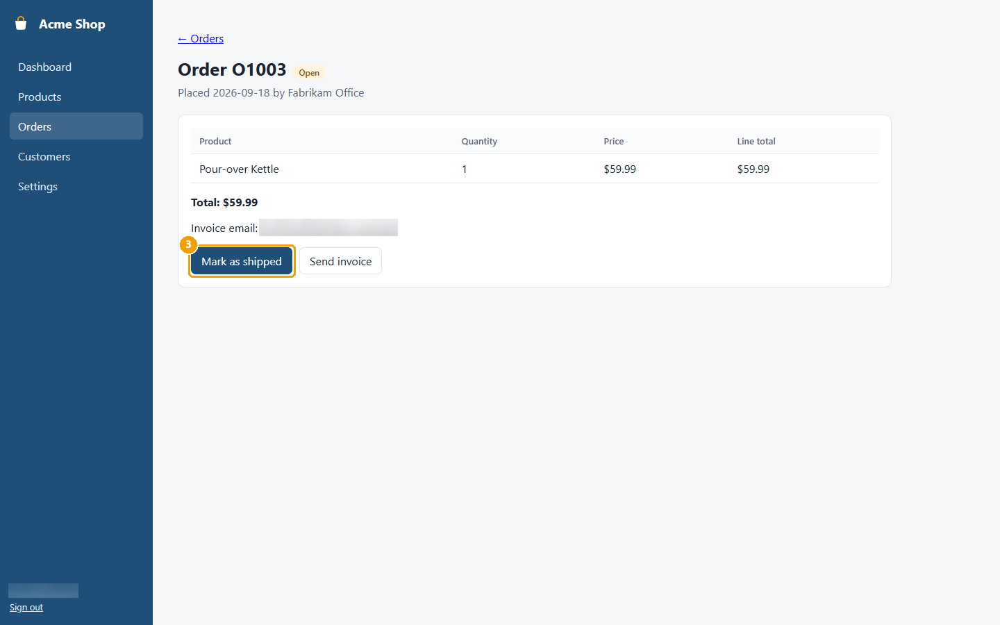 Acme Shop
Dashboard
Products
Orders
Customers
Settings
Sign out
← Orders
Order O1003 Open
Placed 2026-09-18 by Fabrikam Office
Product Quantity Price Line total
Pour-over Kettle 1 $59.99 $59.99
Total: $59.99
Invoice email:
3
Mark as shipped Send invoice